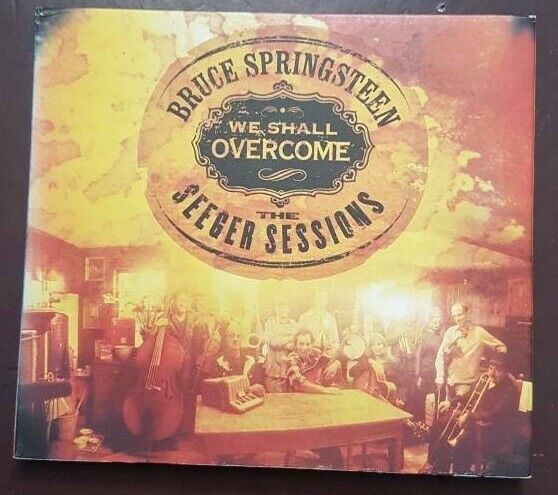 BRUCE SPRINGSTEEN
WE SHALL
OVERCOME
THE
SEEGER SESSIONS